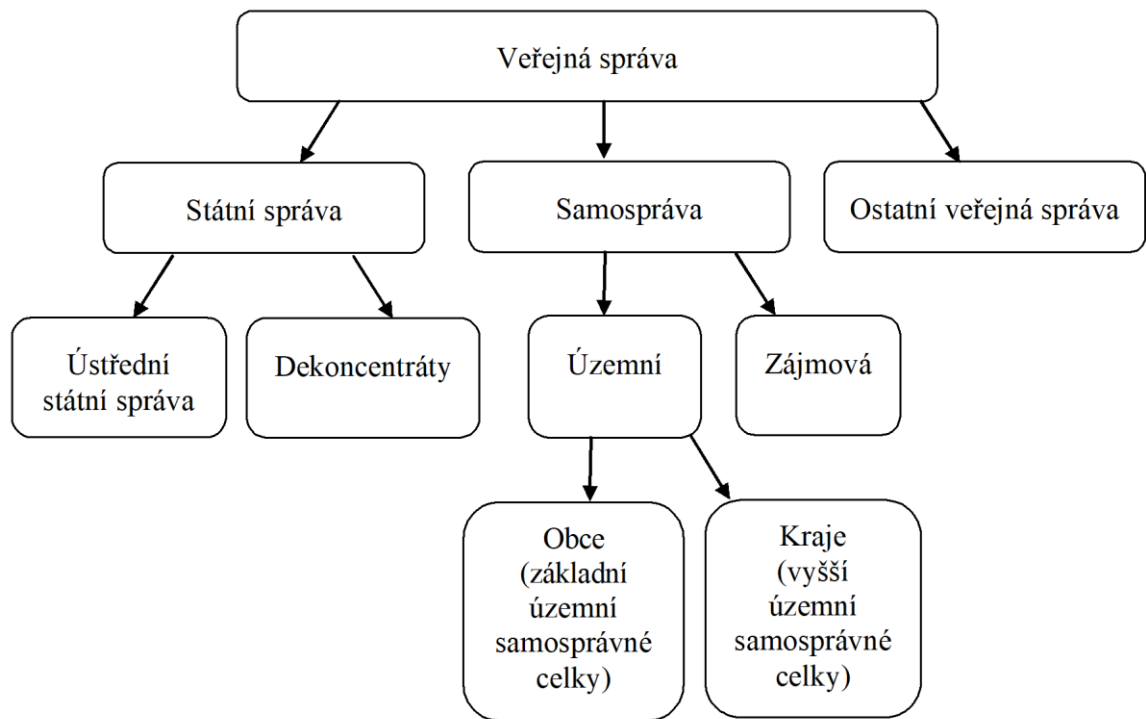 Veřejná správa
Státní správa
Samospráva
Ostatní veřejná správa
Ústřední
státní správa
Dekoncentráty
Územní
Zájmová
Obce
(základní
územní
samosprávné
celky)
Kraje
(vyšší
územní
samosprávné
celky)